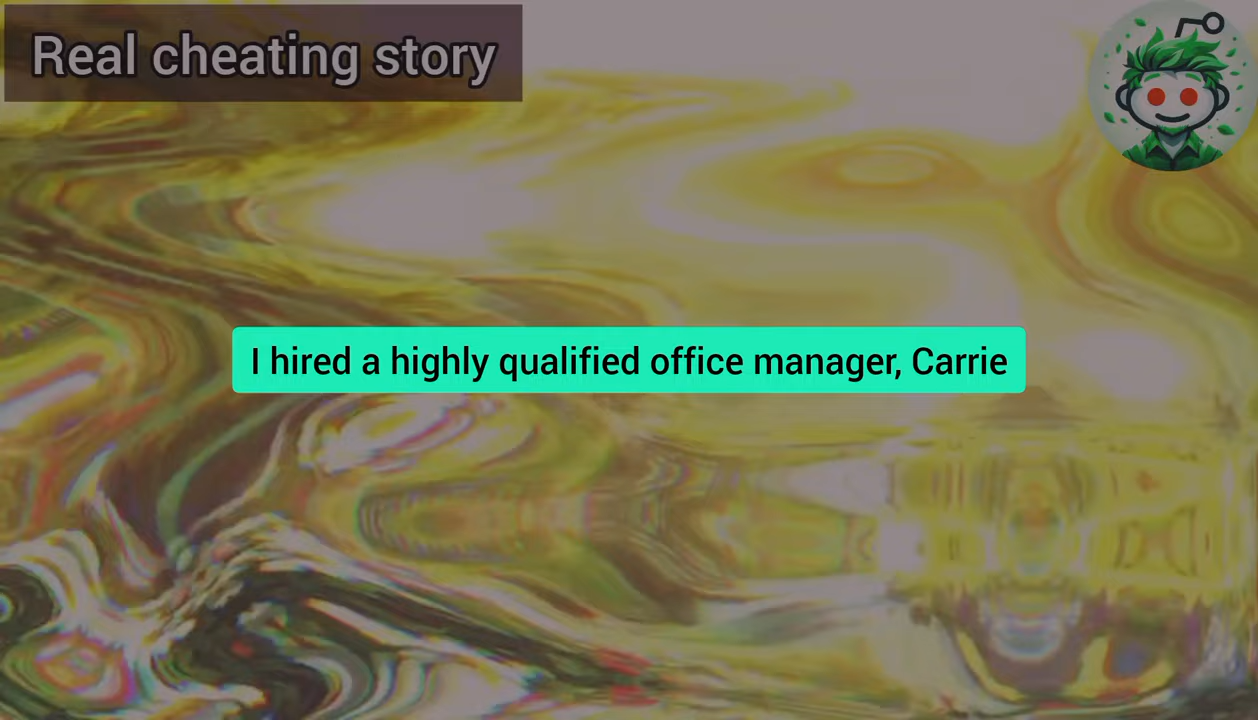 Real cheating story
I hired a highly qualified office manager, Carrie